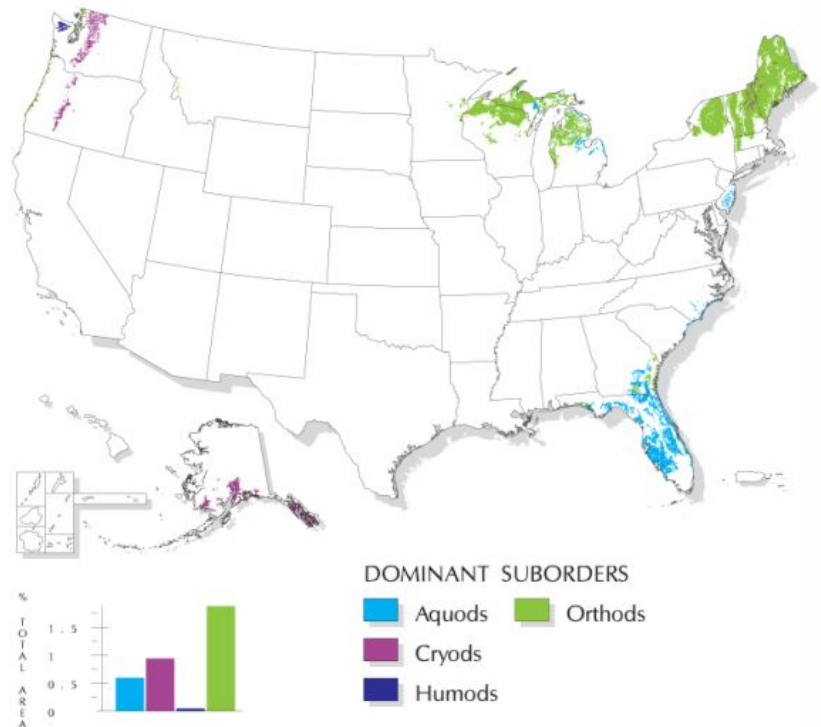 DOMINANT SUBORDERS
Aquods
Orthods
Cryods
Humods
% TOTAL AREA
1.5
1
0.5
0